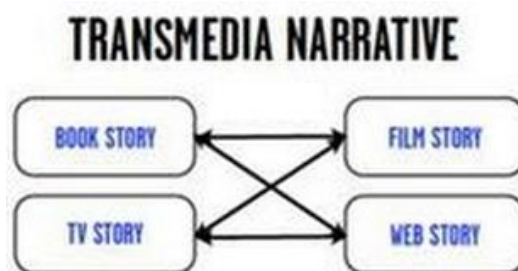 TRANSMEDIA NARRATIVE
BOOK STORY
FILM STORY
TV STORY
WEB STORY